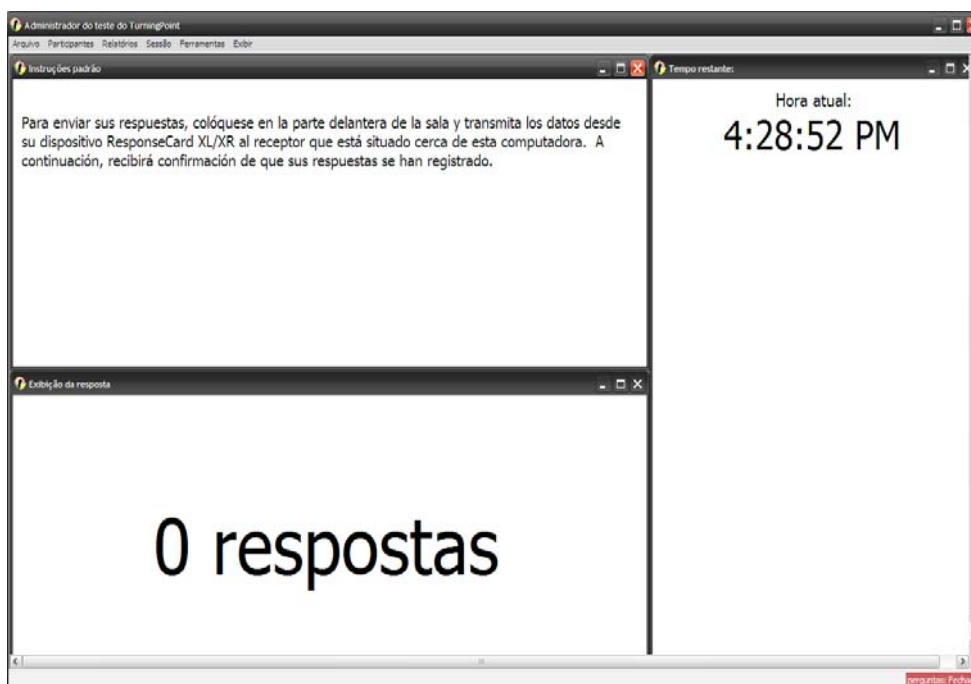 Administrador do teste do TurningPoint
Arquivo Participantes Relatórios Sessão Ferramentas Exibir
Instruções padrão
Para enviar sus respuestas, colóquese en la parte delantera de la sala y transmita los datos desde
su dispositivo ResponseCard XL/XR al receptor que está situado cerca de esta computadora. A
continuación, recibirá confirmación de que sus respuestas se han registrado.
Tempo restante:
Hora atual:
4:28:52 PM
Exibição da resposta
0 respostas
perguntas: Fecha